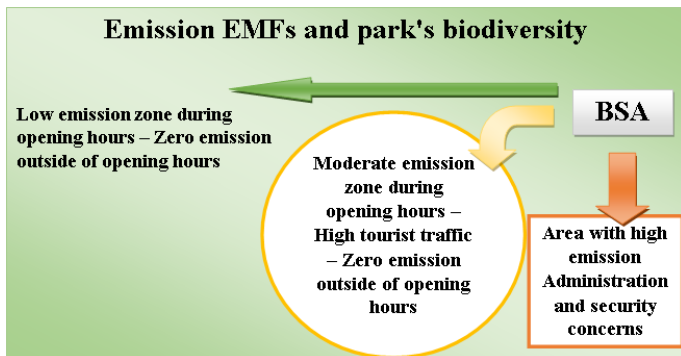 Emission EMFs and park's biodiversity
BSA
Low emission zone during
opening hours – Zero emission
outside of opening hours
Moderate emission
zone during
opening hours –
High tourist traffic
– Zero emission
outside of opening
hours
Area with high
emission
Administration
and security
concerns